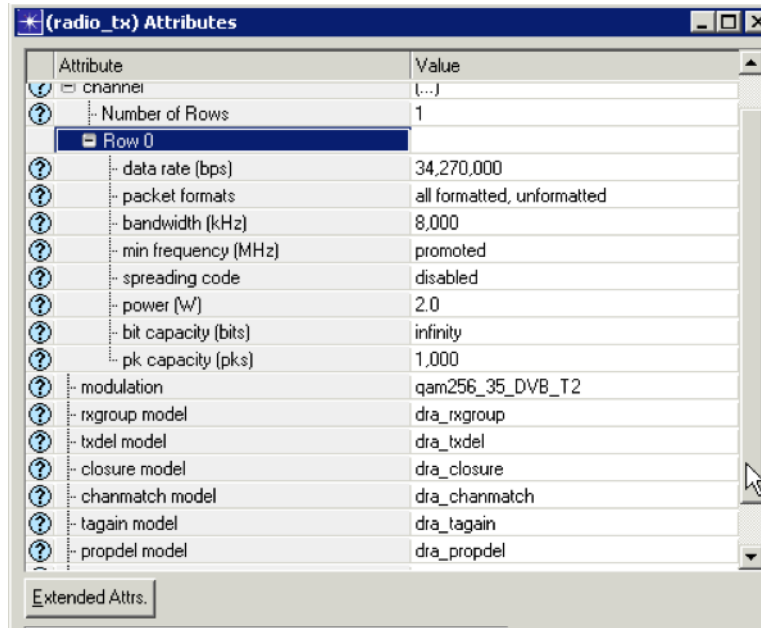 (radio_tx) Attributes
Attribute Value
channel (...)
Number of Rows 1
Row 0
data rate (bps) 34,270,000
packet formats all formatted, unformatted
bandwidth (kHz) 8,000
min frequency (MHz) promoted
spreading code disabled
power (W) 2.0
bit capacity (bits) infinity
pk capacity (pks) 1,000
modulation qam256_35_DVB_T2
rxgroup model dra_rxgroup
txdel model dra_txdel
closure model dra_closure
chanmatch model dra_chanmatch
tagain model dra_tagain
propdel model dra_propdel
Extended Attrs.